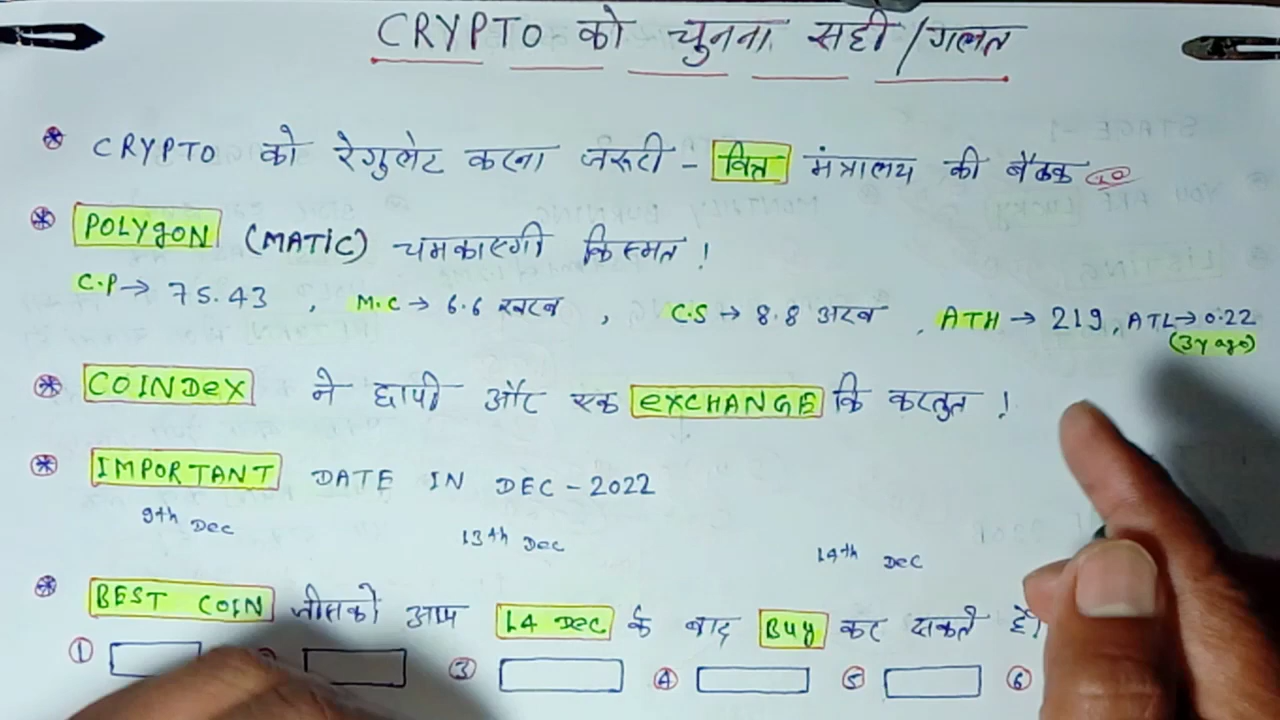 CRYPTO को चुनना सही/गलत
* CRYPTO को रेगुलेट करना जरूरी - वित्त मंत्रालय की बैठक
* POLYGON (MATIC) चमकाएगी किस्मत !
C.P → 75.43 , M.C → 6.6 खरब , C.S → 8.8 अरब , ATH → 219, ATL → 0.22
(3y ago)
* COINDeX ने छापी और एक eXCHANGE कि करतुत !
* IMPORTANT DATE IN DEC-2022
9th Dec 13th Dec 14th Dec
* BEST COIN जीसको आप 14 Dec के बाद Buy कर सकते है।
① ③ ④ ⑤ ⑥